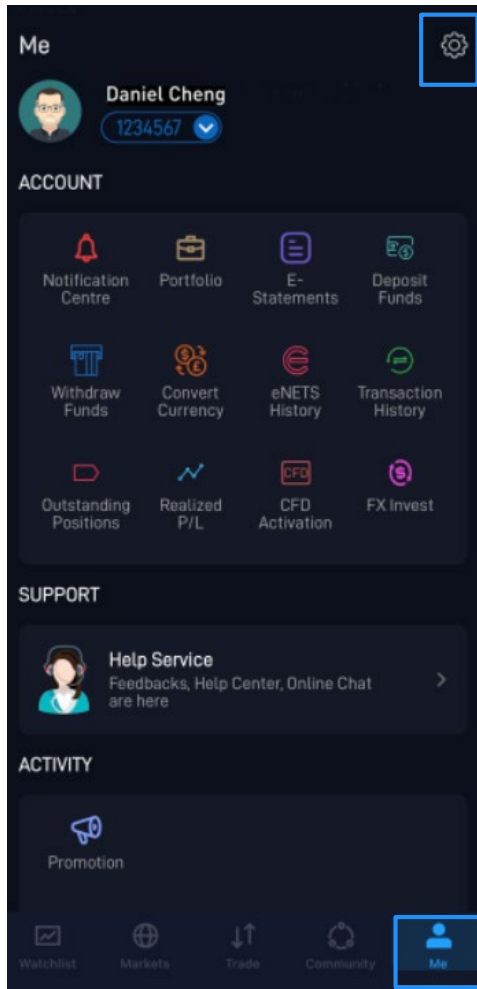 Me
Daniel Cheng
1234567
ACCOUNT
Notification Centre
Portfolio
E-Statements
Deposit Funds
Withdraw Funds
Convert Currency
eNETS History
Transaction History
Outstanding Positions
Realized P/L
CFD
CFD Activation
FX Invest
SUPPORT
Help Service
Feedbacks, Help Center, Online Chat
are here
ACTIVITY
Promotion
Watchlist
Markets
Trade
Community
Me